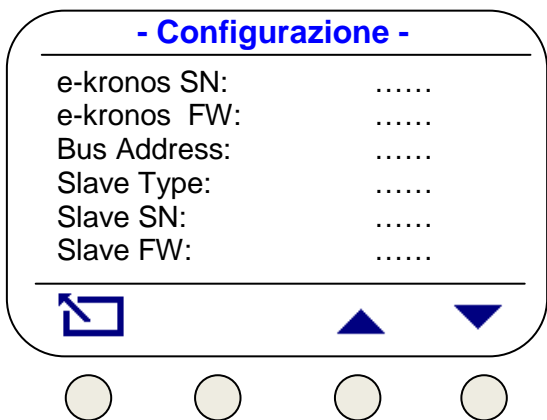 - Configurazione -
e-kronos SN: ……
e-kronos  FW: ……
Bus Address: ……
Slave Type: ……
Slave SN: ……
Slave FW: ……